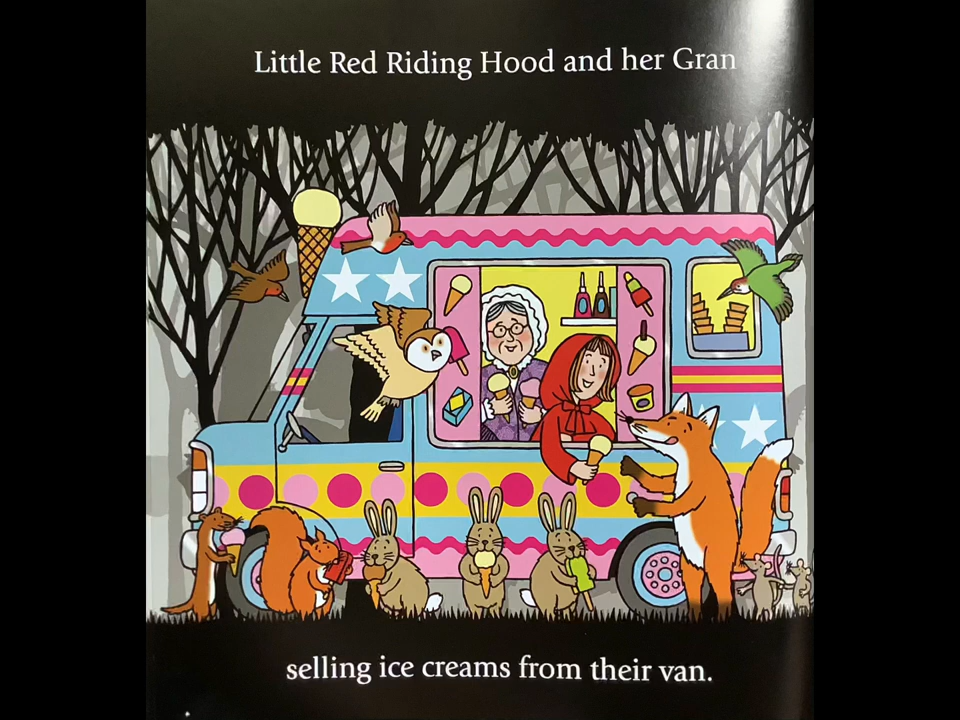 Little Red Riding Hood and her Gran
selling ice creams from their van.